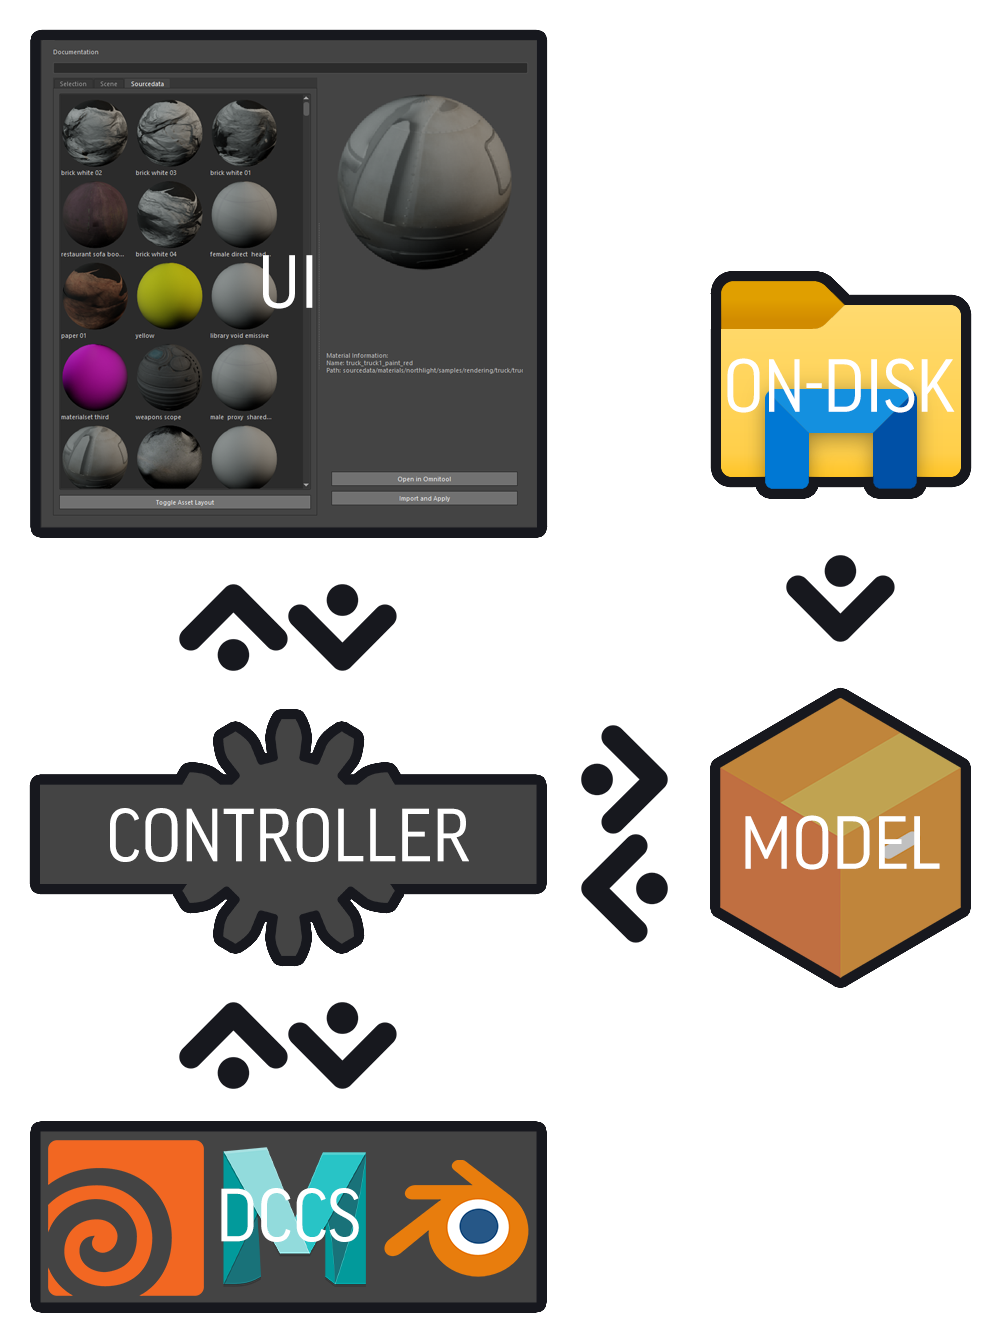 Documentation
Selection Scene Sourcedata
brick white 02 brick white 03 brick white 01
restaurant sofa boo... brick white 04 female direct head...
UI
paper 01 yellow library void emissive
materialset third weapons scope male proxy shared...
Toggle Asset Layout
Material Information:
Name: truck_truck1_paint_red
Path: sourcedata/materials/northlight/samples/rendering/truck/truc
Open in Omnitool
Import and Apply
ON-DISK
CONTROLLER
MODEL
DCCS